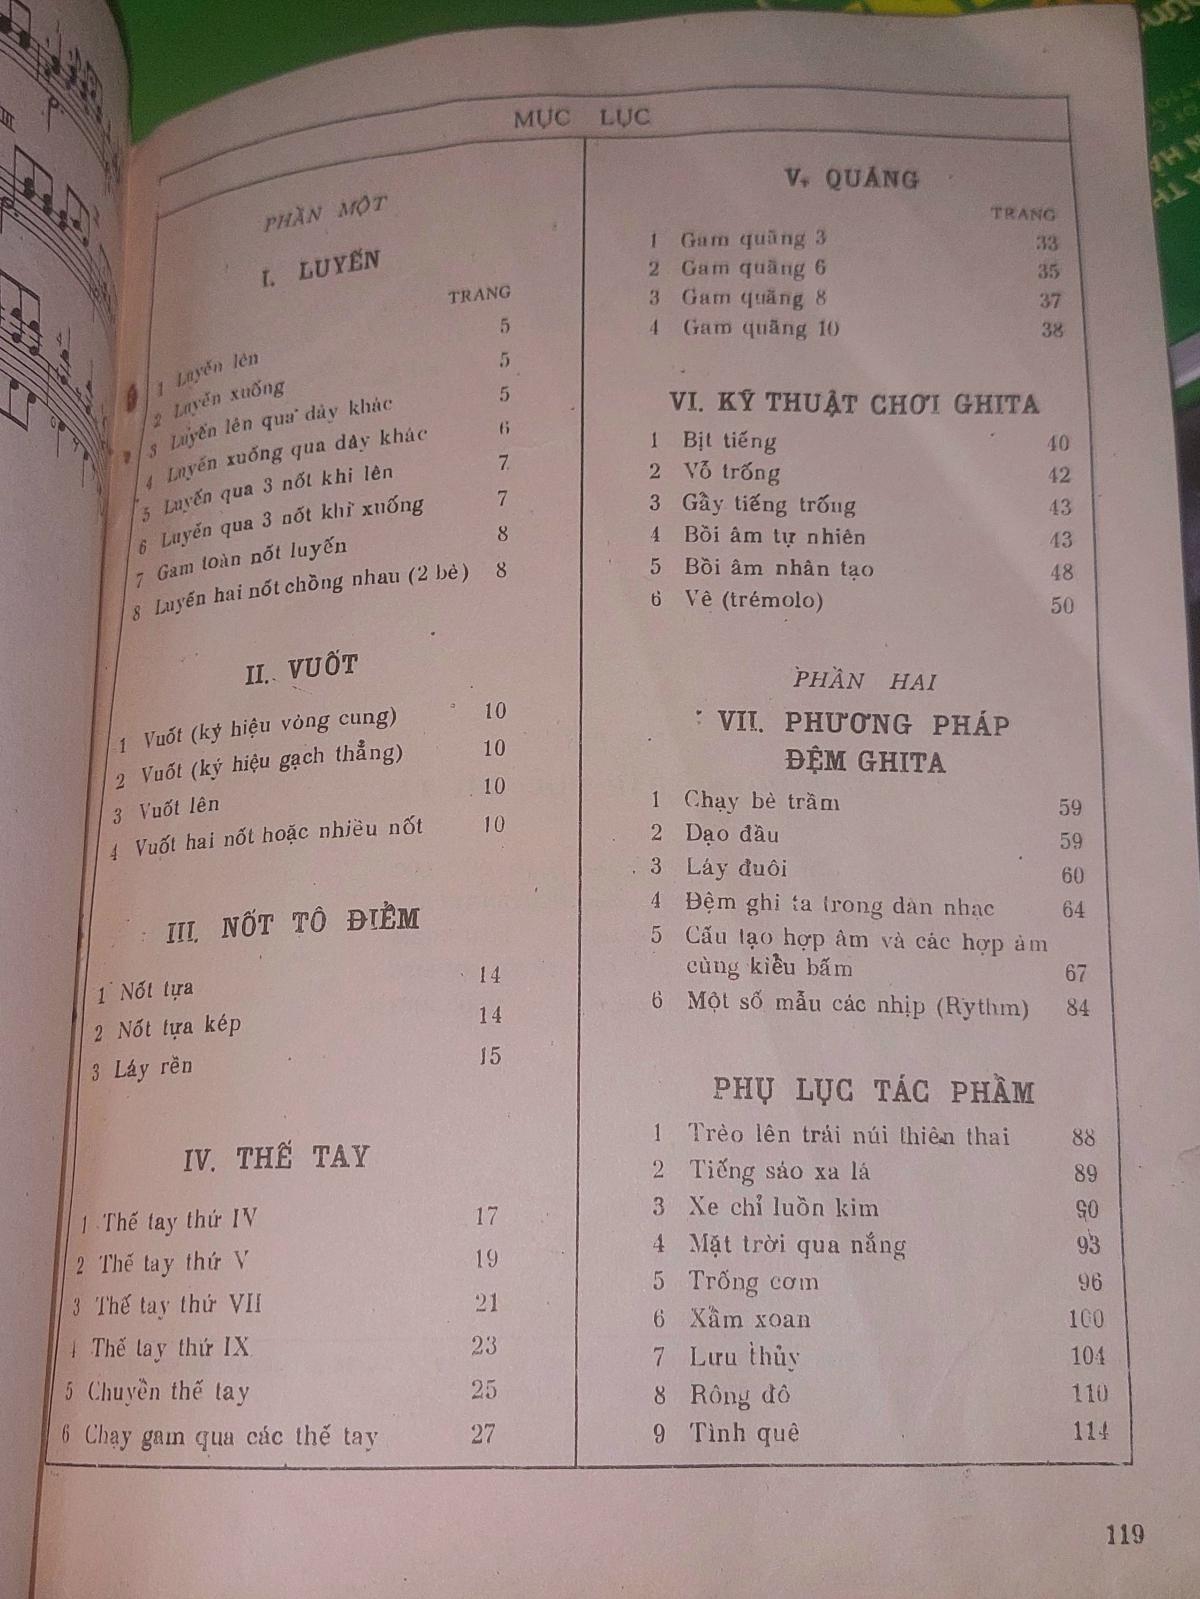 III
MỤC LỤC
PHẦN MỘT
I. LUYẾN
TRANG
1 Luyến lên 5
2 Luyến xuống 5
3 Luyến lên qua dây khác 5
4 Luyến xuống qua dây khác 6
5 Luyến qua 3 nốt khi lên 7
6 Luyến qua 3 nốt khi xuống 7
7 Gam toàn nốt luyến 8
8 Luyến hai nốt chồng nhau (2 bè) 8
II. VUỐT
1 Vuốt (ký hiệu vòng cung) 10
2 Vuốt (ký hiệu gạch thẳng) 10
3 Vuốt lên 10
4 Vuốt hai nốt hoặc nhiều nốt 10
III. NỐT TÔ ĐIỂM
1 Nốt tựa 14
2 Nốt tựa kép 14
3 Láy rền 15
IV. THẾ TAY
1 Thế tay thứ IV 17
2 Thế tay thứ V 19
3 Thế tay thứ VII 21
4 Thế tay thứ IX 23
5 Chuyển thế tay 25
6 Chạy gam qua các thế tay 27
V. QUÃNG
TRANG
1 Gam quãng 3 33
2 Gam quãng 6 35
3 Gam quãng 8 37
4 Gam quãng 10 38
VI. KỸ THUẬT CHƠI GHITA
1 Bịt tiếng 40
2 Vỗ trống 42
3 Gẩy tiếng trống 43
4 Bồi âm tự nhiên 43
5 Bồi âm nhân tạo 48
6 Vê (trémolo) 50
PHẦN HAI
VII. PHƯƠNG PHÁP
ĐỆM GHITA
1 Chạy bè trầm 59
2 Dạo đầu 59
3 Láy đuôi 60
4 Đệm ghi ta trong dàn nhạc 64
5 Cấu tạo hợp âm và các hợp âm
cùng kiểu bấm 67
6 Một số mẫu các nhịp (Rythm) 84
PHỤ LỤC TÁC PHẨM
1 Trèo lên trái núi thiên thai 88
2 Tiếng sáo xa lá 89
3 Xe chỉ luồn kim 90
4 Mặt trời qua nắng 93
5 Trống cơm 96
6 Xẩm xoan 100
7 Lưu thủy 104
8 Rông đô 110
9 Tình quê 114
119